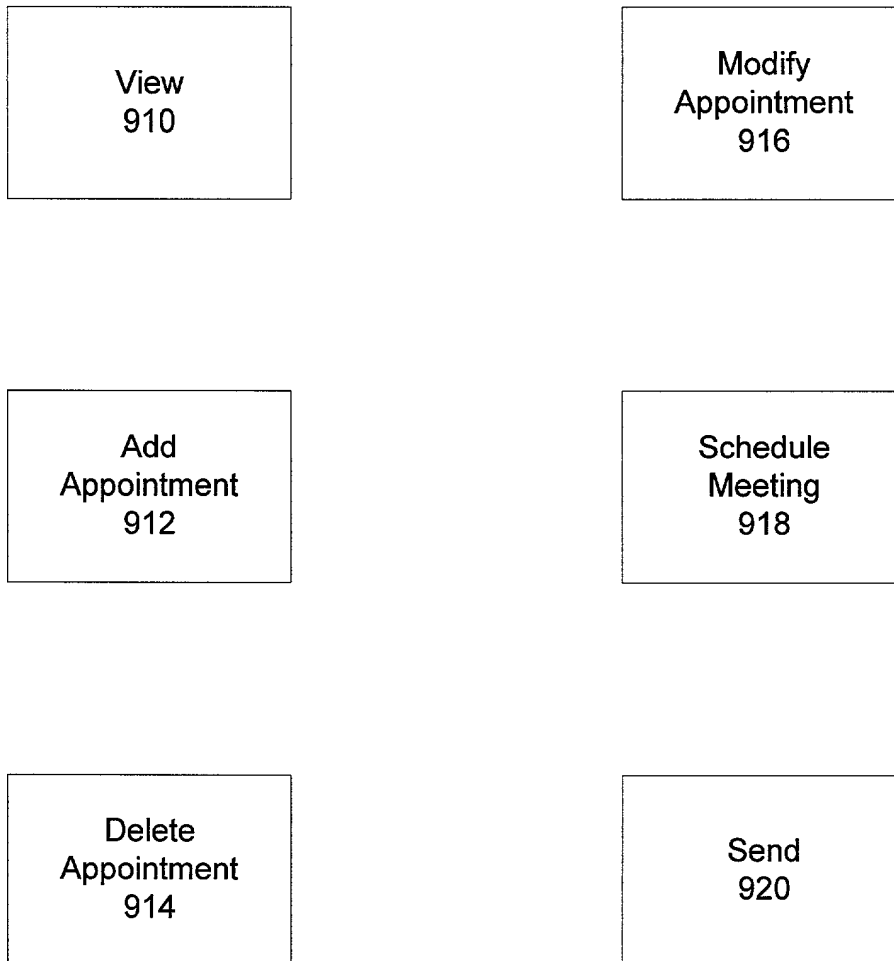 View
910
Add
Appointment
912
Delete
Appointment
914
Modify
Appointment
916
Schedule
Meeting
918
Send
920